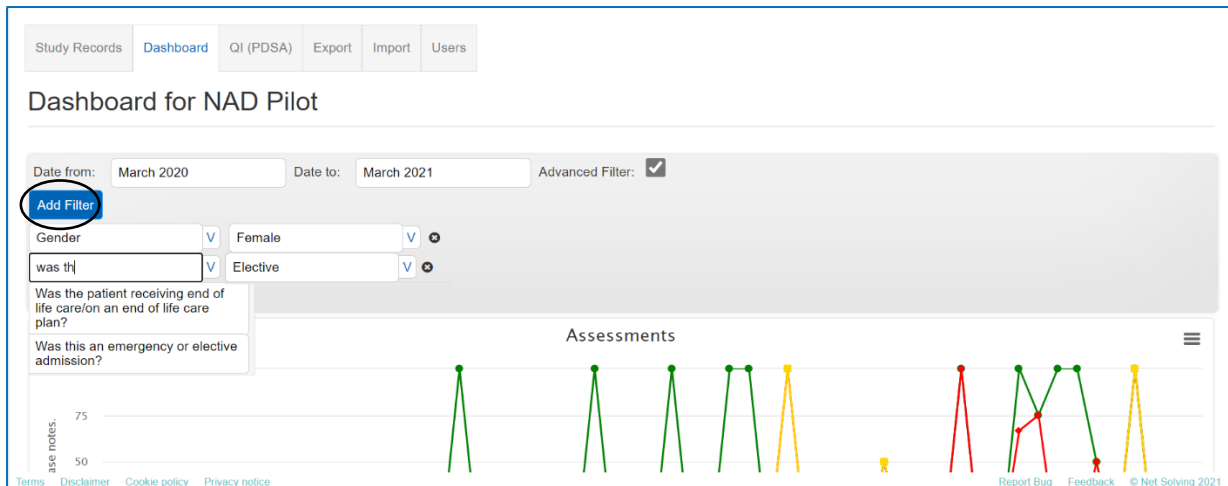 Study Records Dashboard QI (PDSA) Export Import Users
Dashboard for NAD Pilot
Date from: March 2020 Date to: March 2021 Advanced Filter:
Add Filter
Gender V Female V
was th V Elective V
Was the patient receiving end of
life care/on an end of life care
plan?
Was this an emergency or elective
admission?
Assessments
75
50
ase notes.
Terms Disclaimer Cookie policy Privacy notice Report Bug Feedback © Net Solving 2021